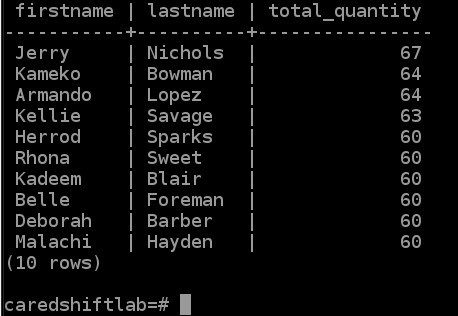 firstname | lastname | total_quantity
-----------+----------+----------------
 Jerry     | Nichols  |             67
 Kameko    | Bowman   |             64
 Armando   | Lopez    |             64
 Kellie    | Savage   |             63
 Herrod    | Sparks   |             60
 Rhona     | Sweet    |             60
 Kadeem    | Blair    |             60
 Belle     | Foreman  |             60
 Deborah   | Barber   |             60
 Malachi   | Hayden   |             60
(10 rows)

caredshiftlab=#